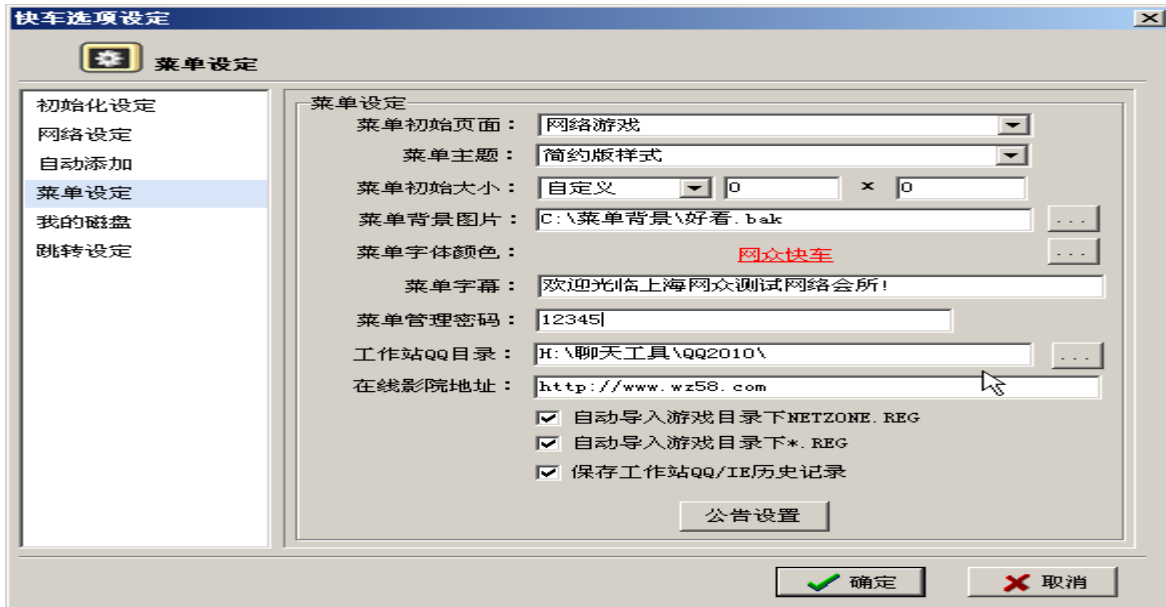 快车选项设定
菜单设定
初始化设定
网络设定
自动添加
菜单设定
我的磁盘
跳转设定
菜单设定
菜单初始页面： 网络游戏
菜单主题： 简约版样式
菜单初始大小： 自定义 0 × 0
菜单背景图片： C:\菜单背景\好看.bak ...
菜单字体颜色： 网众快车 ...
菜单字幕： 欢迎光临上海网众测试网络会所!
菜单管理密码： 12345
工作站QQ目录： H:\聊天工具\QQ2010\ ...
在线影院地址： http://www.wz58.com
自动导入游戏目录下NETZONE.REG
自动导入游戏目录下*.REG
保存工作站QQ/IE历史记录
公告设置
确定 取消